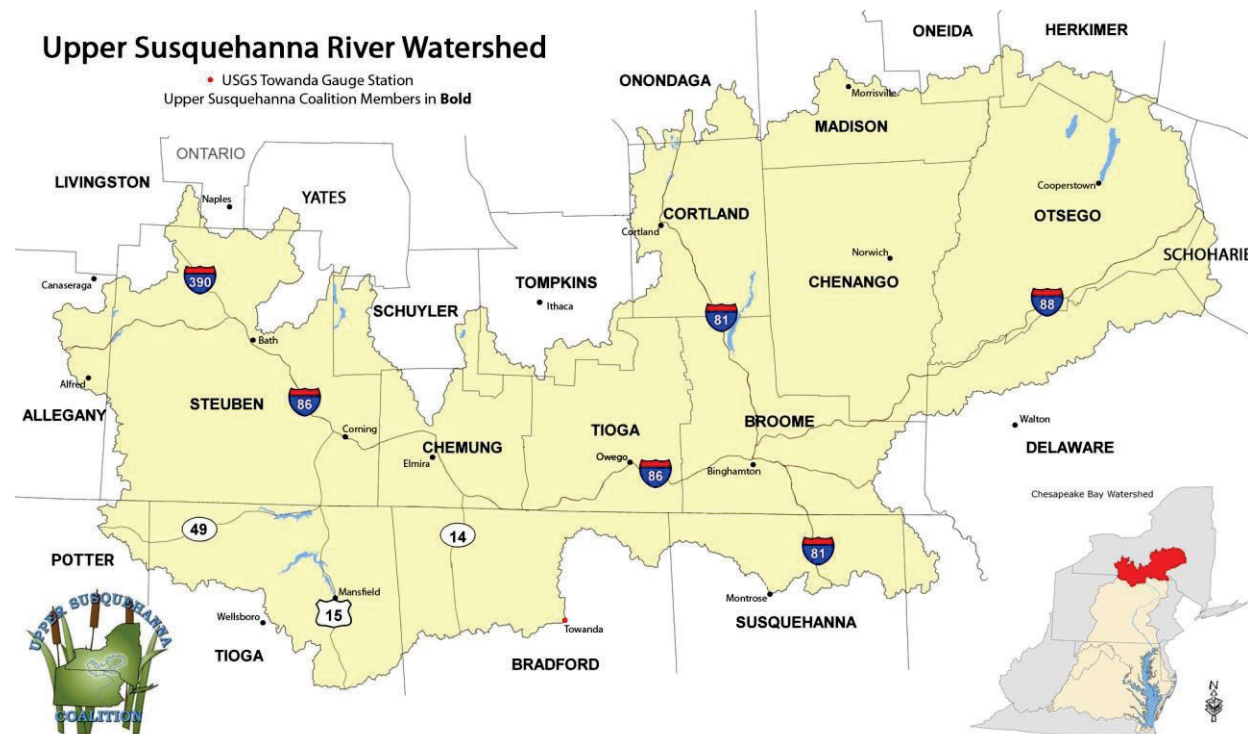 Upper Susquehanna River Watershed
USGS Towanda Gauge Station
Upper Susquehanna Coalition Members in Bold
ONEIDA
HERKIMER
ONONDAGA
Morrisville
MADISON
ONTARIO
LIVINGSTON
YATES
Naples
Cooperstown
CORTLAND
OTSEGO
Cortland
Norwich
SCHOHARIE
Canaseraga
390
TOMPKINS
CHENANGO
SCHUYLER
Ithaca
88
81
Bath
Alfred
STEUBEN
86
ALLEGANY
Corning
CHEMUNG
TIOGA
BROOME
Walton
Elmira
Owego
86
Binghamton
DELAWARE
Chesapeake Bay Watershed
49
14
81
POTTER
Mansfield
Montrose
15
Wellsboro
Towanda
SUSQUEHANNA
TIOGA
BRADFORD
UPPER SUSQUEHANNA
COALITION
N